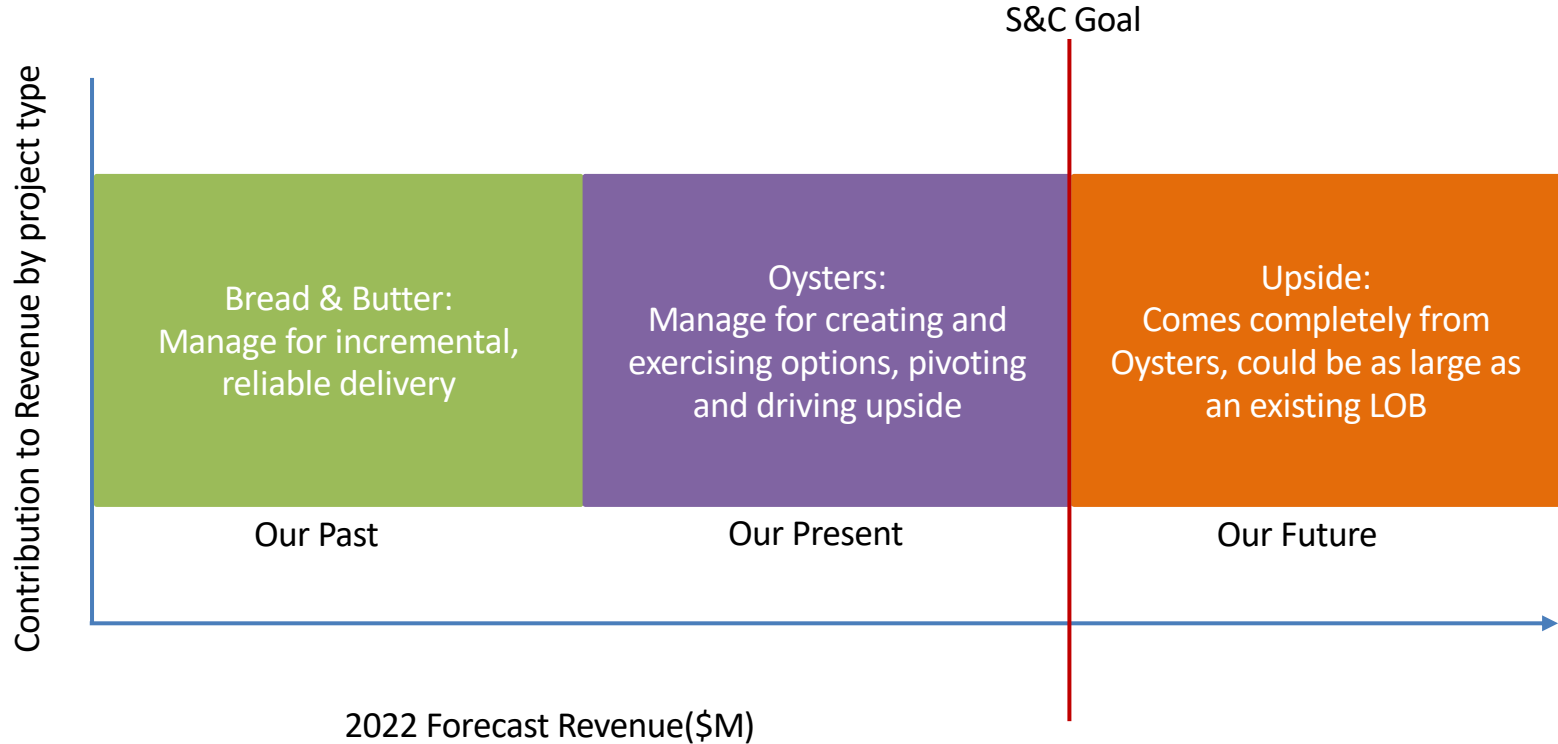 S&C Goal
Contribution to Revenue by project type
Bread & Butter:
Manage for incremental,
reliable delivery
Oysters:
Manage for creating and
exercising options, pivoting
and driving upside
Upside:
Comes completely from
Oysters, could be as large as
an existing LOB
Our Past
Our Present
Our Future
2022 Forecast Revenue($M)